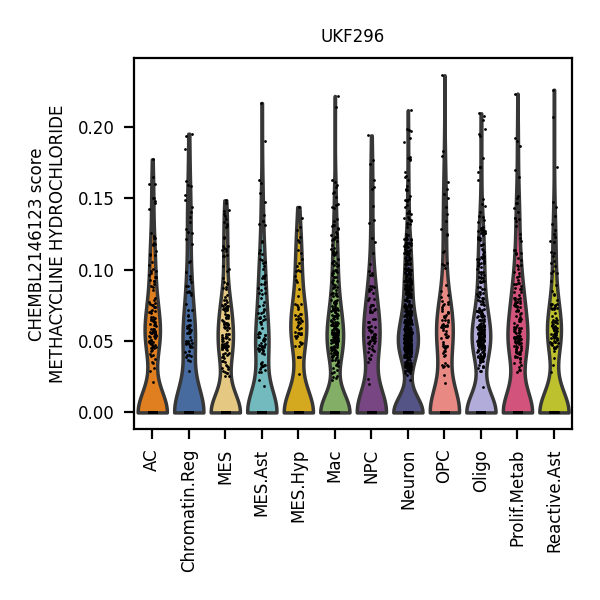 UKF296
CHEMBL2146123 score
METHACYCLINE HYDROCHLORIDE
0.20
0.15
0.10
0.05
0.00
AC
Chromatin.Reg
MES
MES.Ast
MES.Hyp
Mac
NPC
Neuron
OPC
Oligo
Prolif.Metab
Reactive.Ast